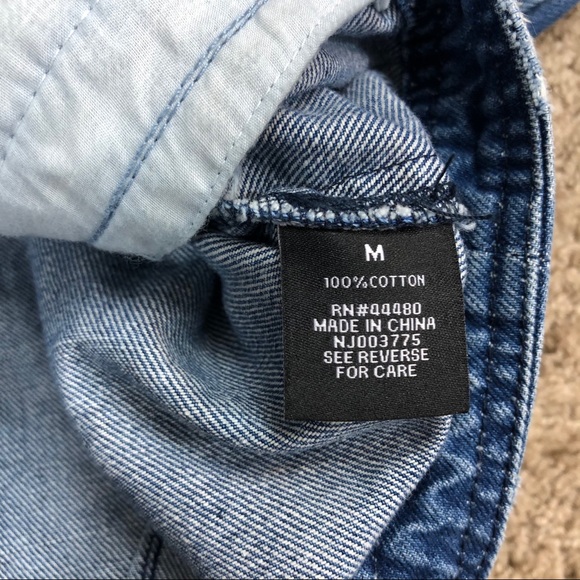 M
100%COTTON
RN#44480
MADE IN CHINA
NJ003775
SEE REVERSE
FOR CARE